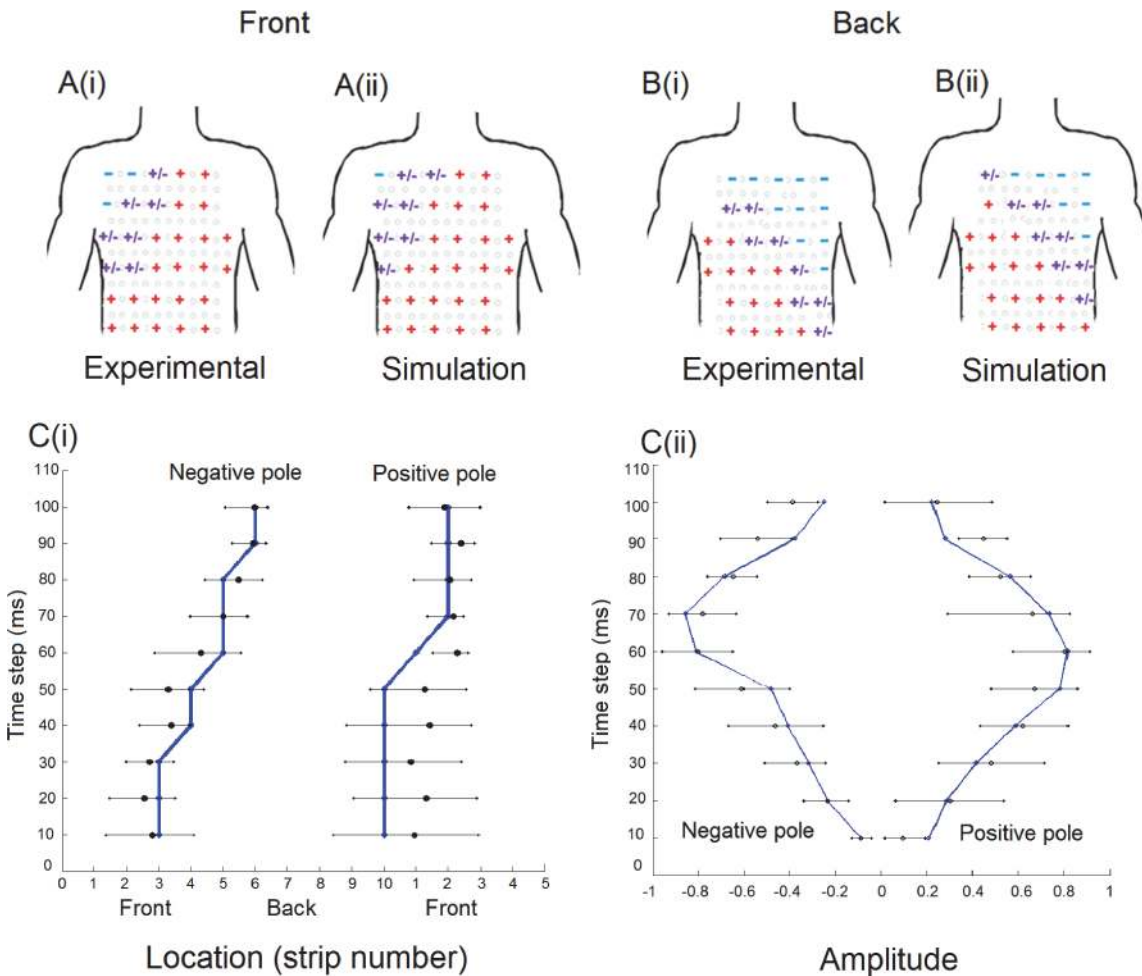 Front
Back
A(i)
- - +/- + +
- +/- +/- + +
+/- +/- + + + +
+/- +/- + + + +
+ + + + +
+ + + + +
Experimental
A(ii)
- +/- +/- + +
+/- +/- + + +
+/- +/- + + + +
+/- + + + + +
+ + + + +
+ + + + +
Simulation
B(i)
- - - - -
+/- +/- - - -
+ + +/- +/- - -
+ + + + +/- -
+ + + +/- +/-
+ + + + +/-
Experimental
B(ii)
+/- - - - -
+ +/- +/- - -
+ + + +/- +/- -
+ + + + +/- +/-
+ + + + +/-
+ + + + +
Simulation
C(i)
Negative pole
Positive pole
Time step (ms)
110
100
90
80
70
60
50
40
30
20
10
0
0 1 2 3 4 5 6 7 8 9 10 1 2 3 4 5
Front Back Front
Location (strip number)
C(ii)
Time step (ms)
110
100
90
80
70
60
50
40
30
20
10
0
Negative pole
Positive pole
-1 -0.8 -0.6 -0.4 -0.2 0 0.2 0.4 0.6 0.8 1
Amplitude